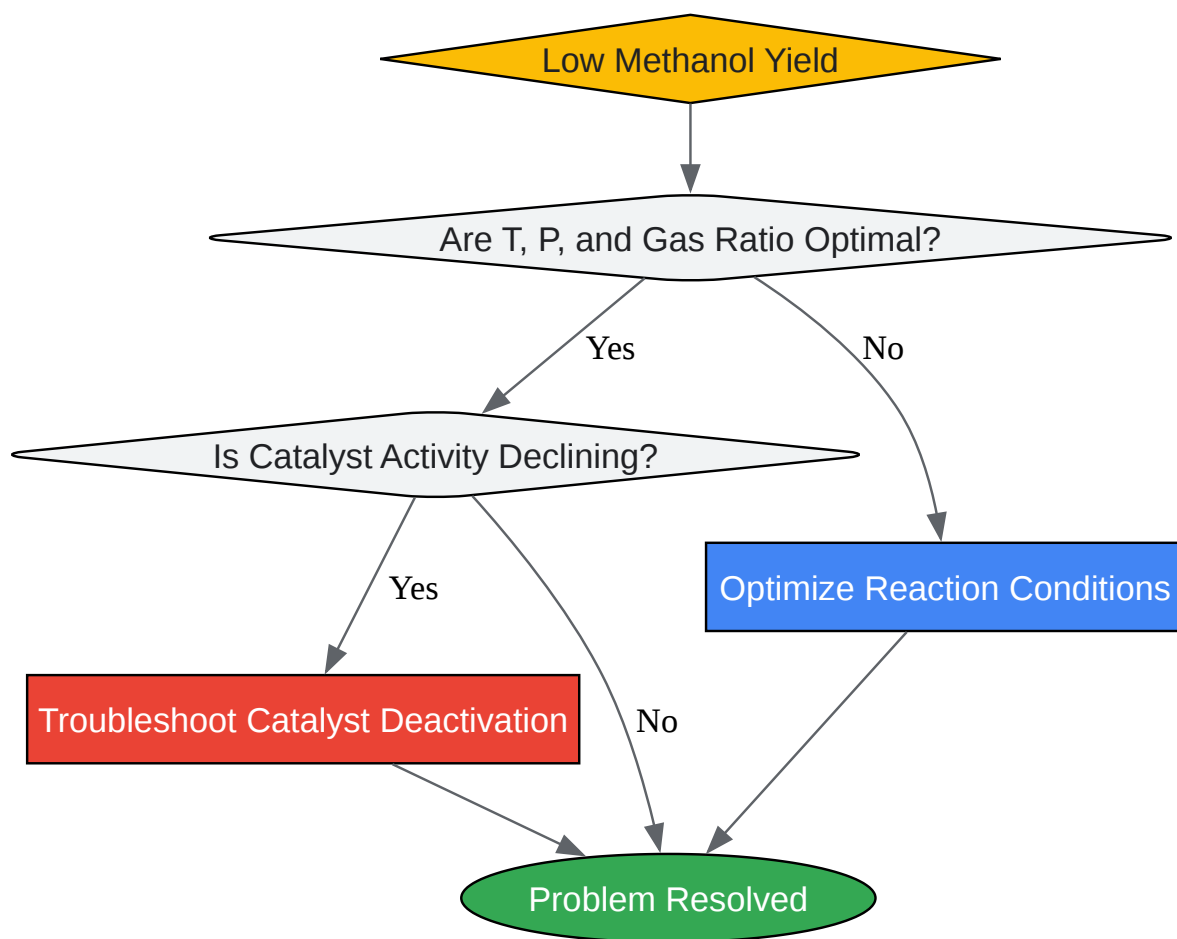 Low Methanol Yield
Are T, P, and Gas Ratio Optimal?
Yes
No
Is Catalyst Activity Declining?
Optimize Reaction Conditions
Yes
Troubleshoot Catalyst Deactivation
No
Problem Resolved